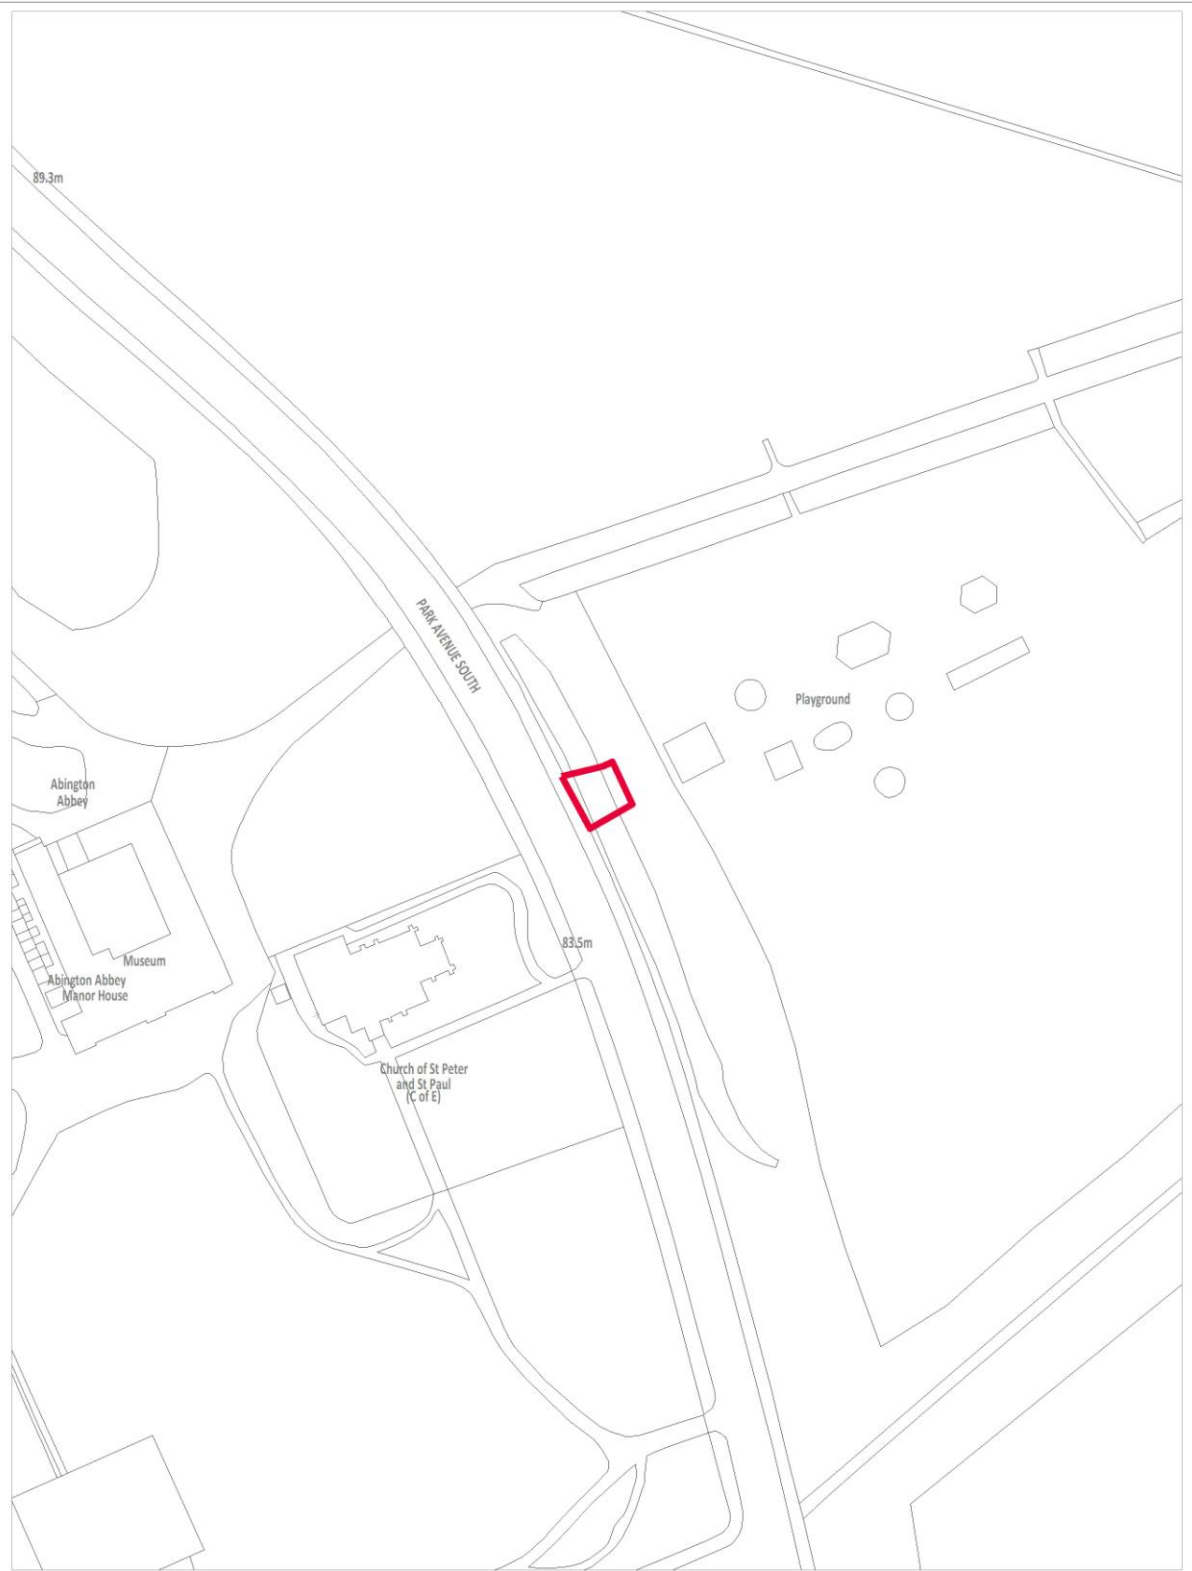 89.3m
PARK AVENUE SOUTH
Playground
Abington
Abbey
83.5m
Museum
Abington Abbey
Manor House
Church of St Peter
and St Paul
(C of E)